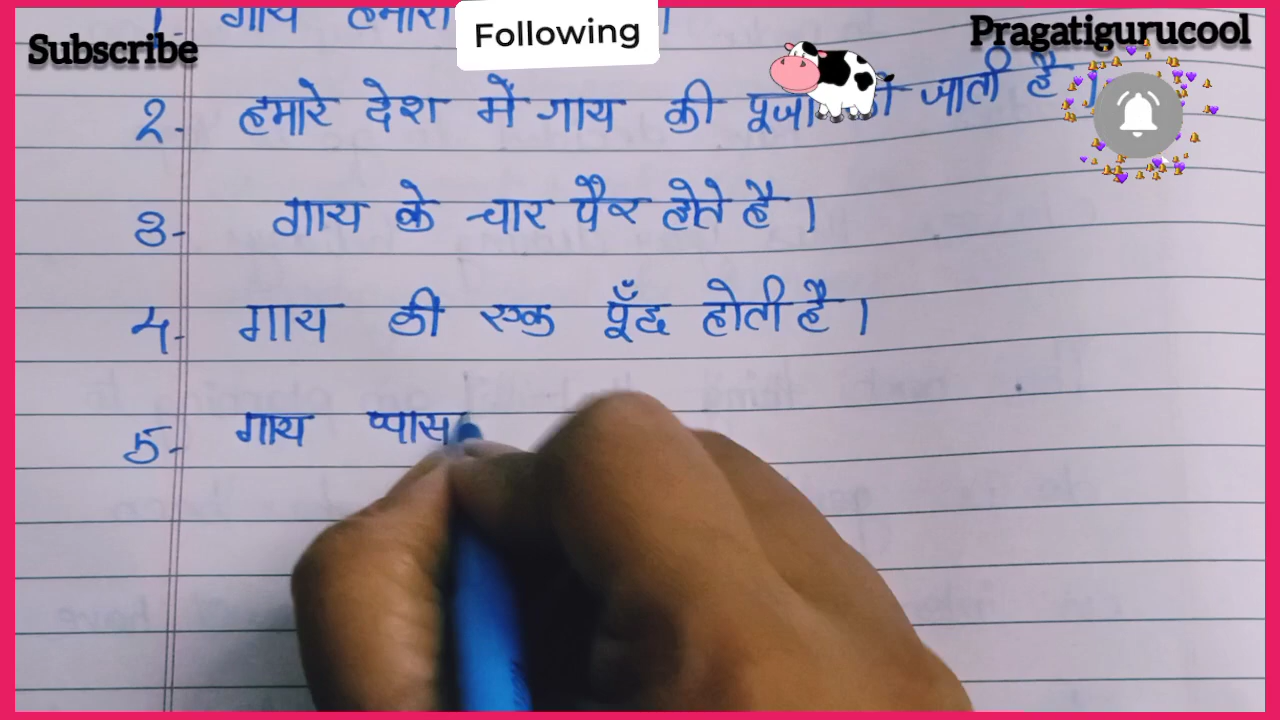 Subscribe
Following
Pragatigurucool
1. गाय हमारी
2. हमारे देश में गाय की पूजा की जाती है।
3- गाय के चार पैर होते है।
4- गाय की एक पूँछ होती है।
5- गाय घास